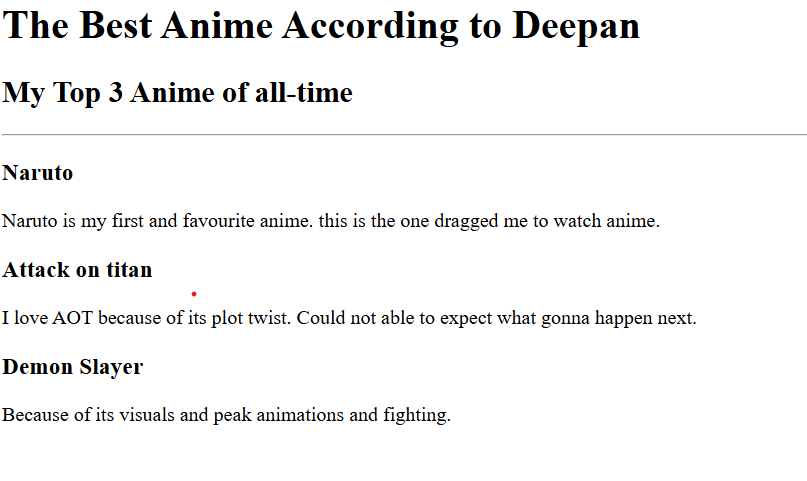 The Best Anime According to Deepan
My Top 3 Anime of all-time
Naruto
Naruto is my first and favourite anime. this is the one dragged me to watch anime.
Attack on titan
I love AOT because of its plot twist. Could not able to expect what gonna happen next.
Demon Slayer
Because of its visuals and peak animations and fighting.